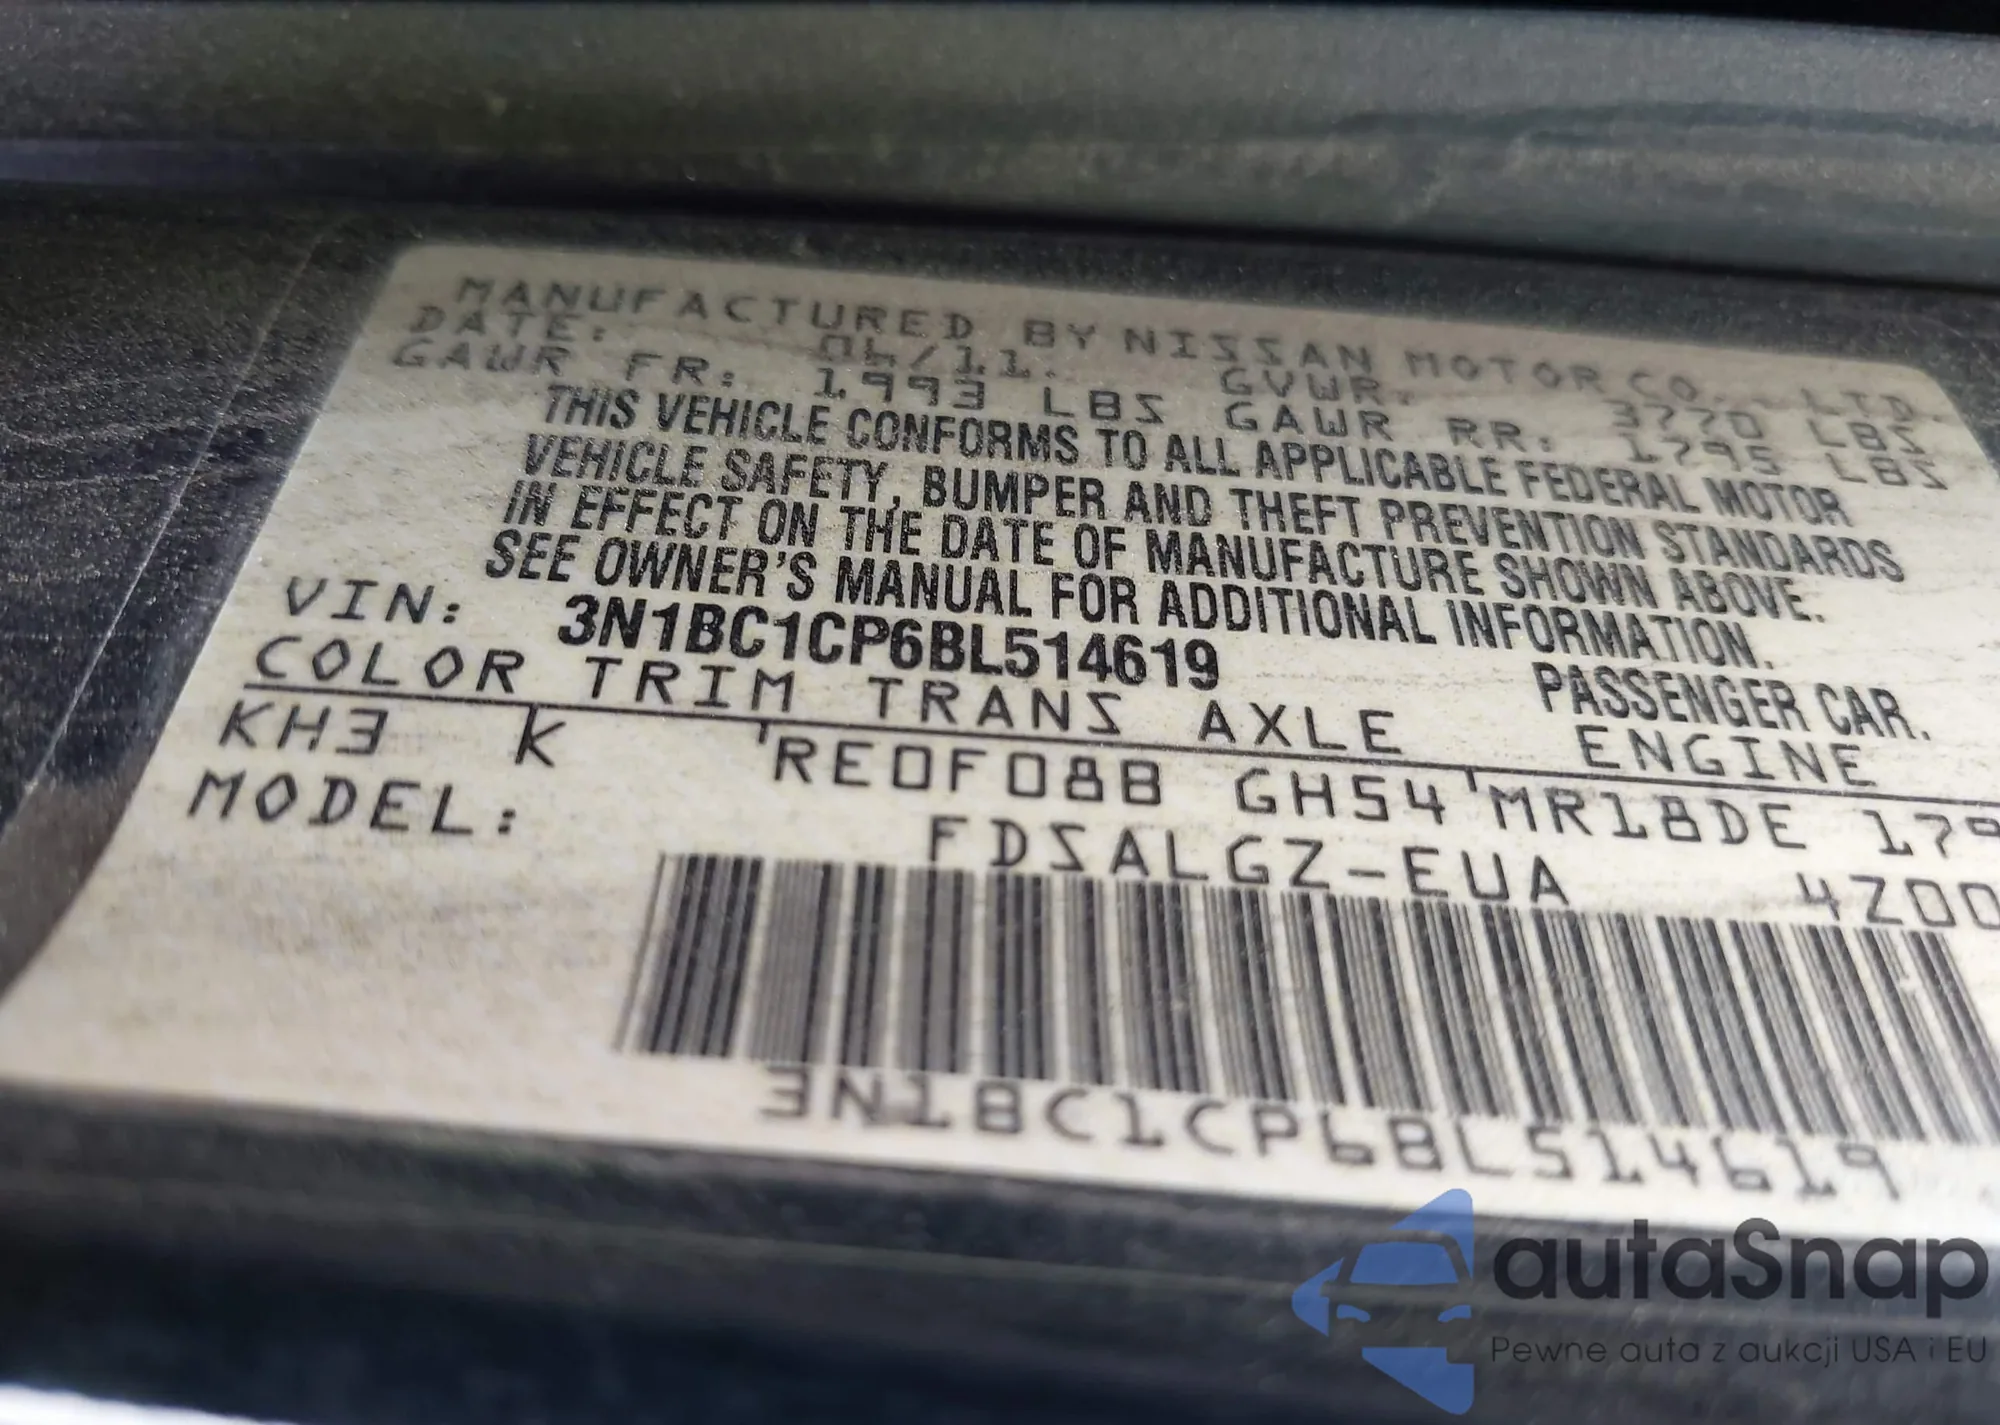 MANUFACTURED BY NISSAN MOTOR CO., LTD.
DATE: 06/11 GVWR: 3770 LBS
GAWR FR: 1993 LBS GAWR RR: 1795 LBS
THIS VEHICLE CONFORMS TO ALL APPLICABLE FEDERAL MOTOR
VEHICLE SAFETY, BUMPER AND THEFT PREVENTION STANDARDS
IN EFFECT ON THE DATE OF MANUFACTURE SHOWN ABOVE.
SEE OWNER'S MANUAL FOR ADDITIONAL INFORMATION.
VIN: 3N1BC1CP6BL514619 PASSENGER CAR.
COLOR TRIM TRANS AXLE ENGINE
KH3 K RE0F08B GH54 MR18DE 179
MODEL: FDSALGZ-EUA 4Z00
3N1BC1CP6BL514619
autaSnap
Pewne auta z aukcji USA i EU